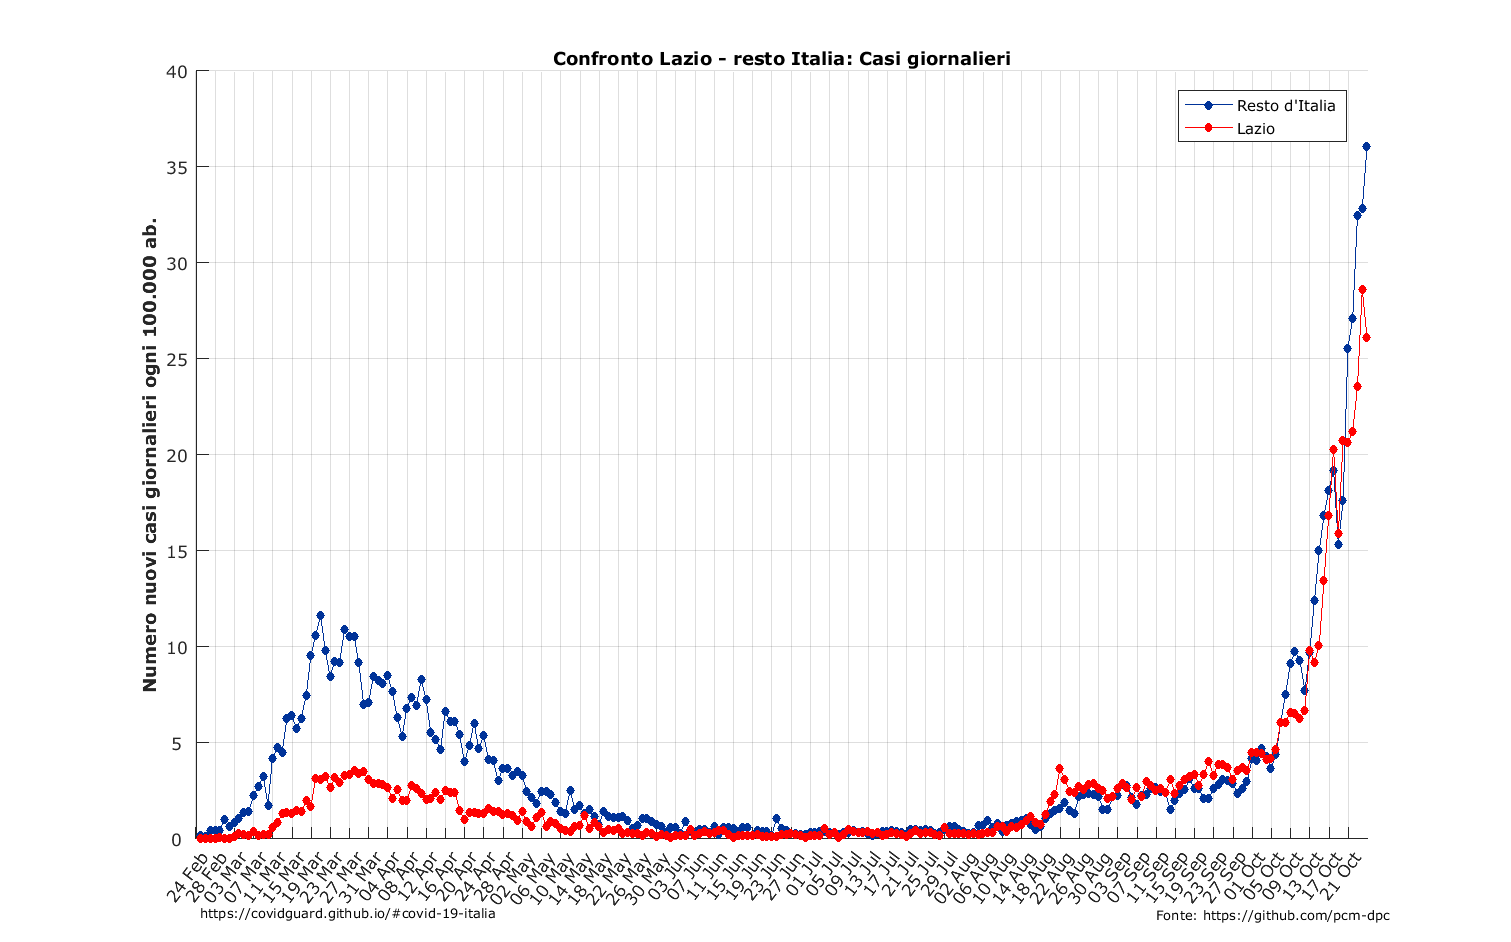 Confronto Lazio - resto Italia: Casi giornalieri
Numero nuovi casi giornalieri ogni 100.000 ab.
40
35
30
25
20
15
10
5
0
Resto d'Italia
Lazio
24 Feb
28 Feb
03 Mar
07 Mar
11 Mar
15 Mar
19 Mar
23 Mar
27 Mar
31 Mar
04 Apr
08 Apr
12 Apr
16 Apr
20 Apr
24 Apr
28 Apr
02 May
06 May
10 May
14 May
18 May
22 May
26 May
30 May
03 Jun
07 Jun
11 Jun
15 Jun
19 Jun
23 Jun
27 Jun
01 Jul
05 Jul
09 Jul
13 Jul
17 Jul
21 Jul
25 Jul
29 Jul
02 Aug
06 Aug
10 Aug
14 Aug
18 Aug
22 Aug
26 Aug
30 Aug
03 Sep
07 Sep
11 Sep
15 Sep
19 Sep
23 Sep
27 Sep
01 Oct
05 Oct
09 Oct
13 Oct
17 Oct
21 Oct
https://covidguard.github.io/#covid-19-italia
Fonte: https://github.com/pcm-dpc